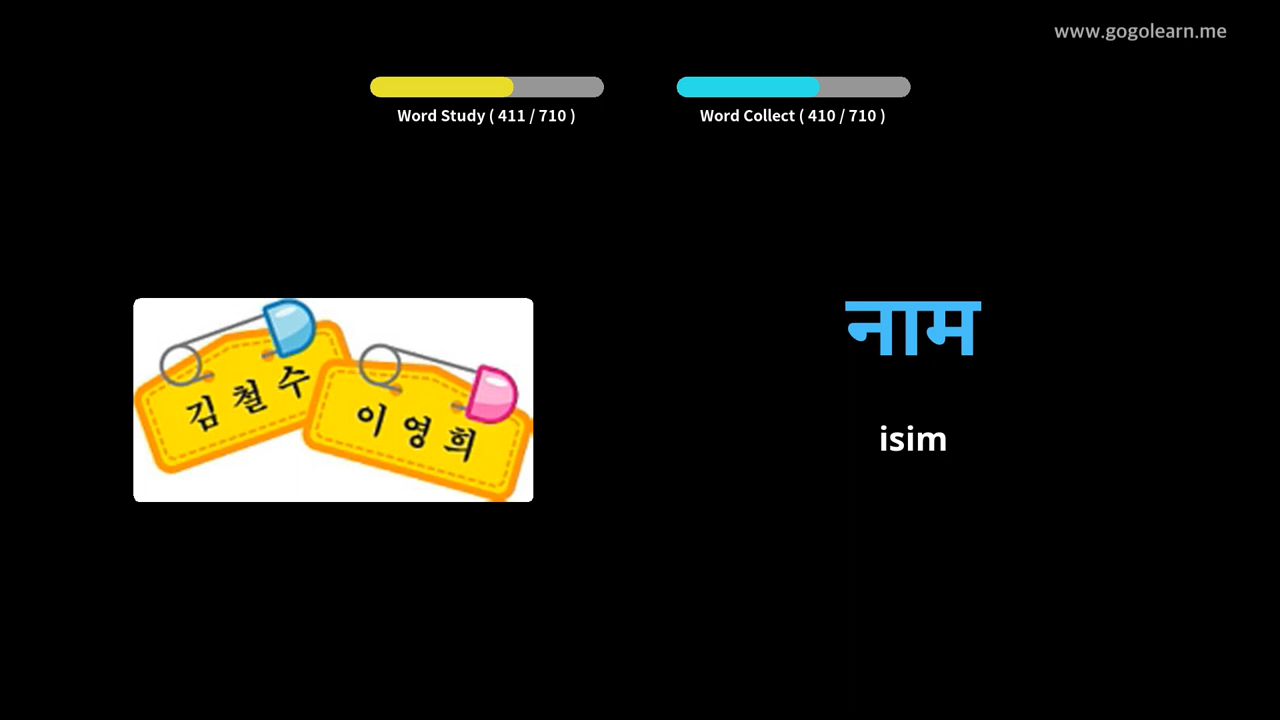 www.gogolearn.me
Word Study ( 411 / 710 )
Word Collect ( 410 / 710 )
김철수
이영희
नाम
isim